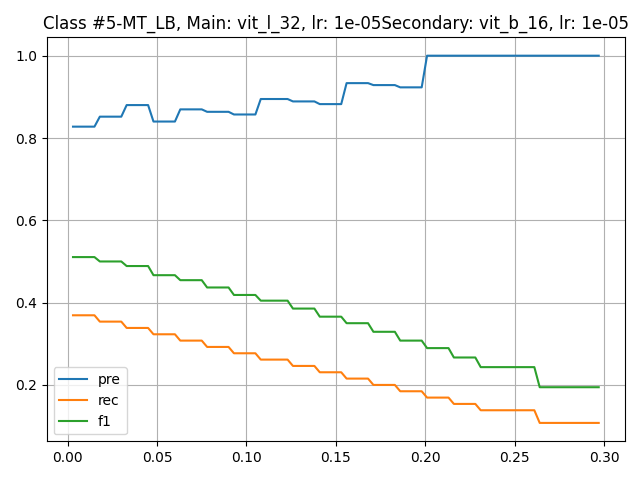 Class #5-MT_LB, Main: vit_l_32, lr: 1e-05Secondary: vit_b_16, lr: 1e-05
1.0
0.8
0.6
0.4
0.2
pre
rec
f1
0.00 0.05 0.10 0.15 0.20 0.25 0.30